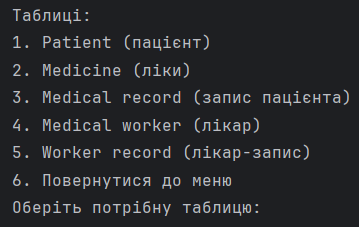 Таблиці:
1. Patient (пацієнт)
2. Medicine (ліки)
3. Medical record (запис пацієнта)
4. Medical worker (лікар)
5. Worker record (лікар-запис)
6. Повернутися до меню
Оберіть потрібну таблицю: